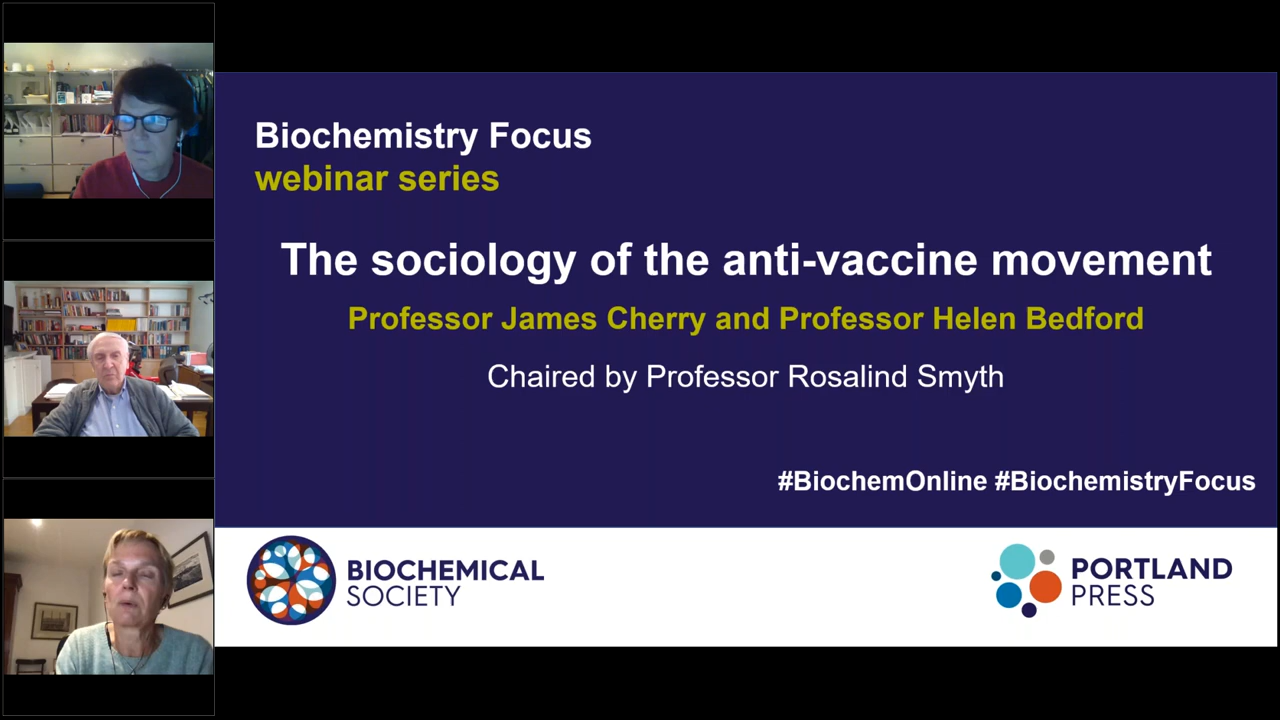 Biochemistry Focus
webinar series
The sociology of the anti-vaccine movement
Professor James Cherry and Professor Helen Bedford
Chaired by Professor Rosalind Smyth
#BiochemOnline #BiochemistryFocus
BIOCHEMICAL
SOCIETY
PORTLAND
PRESS